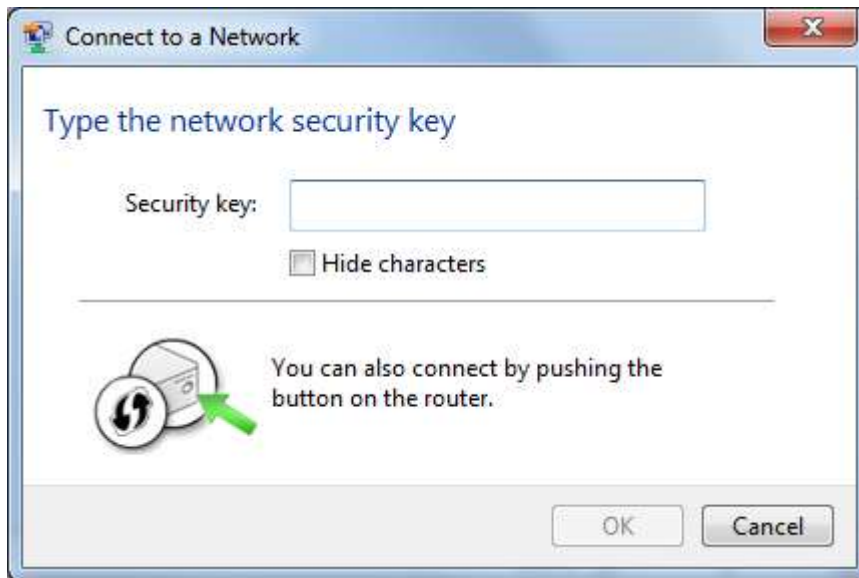 Connect to a Network
Type the network security key
Security key:
Hide characters
You can also connect by pushing the
button on the router.
OK Cancel